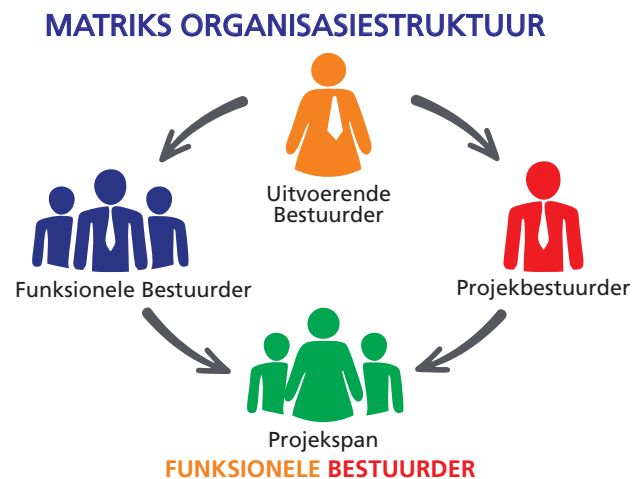 MATRIKS ORGANISASIESTRUKTUUR
Uitvoerende
Bestuurder
Funksionele Bestuurder
Projekbestuurder
Projekspan
FUNKSIONELE BESTUURDER